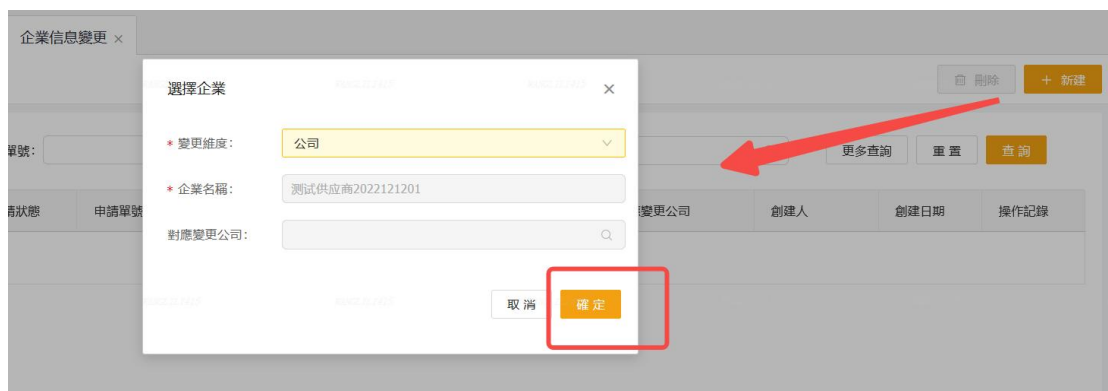 企業信息變更 ×
選擇企業
刪除
+ 新建
* 變更維度:
公司
單號:
更多查詢
重 置
查 詢
* 企業名稱:
测试供应商2022121201
請狀態
申請單號
變更公司
創建人
創建日期
操作記錄
對應變更公司:
取 消
確 定